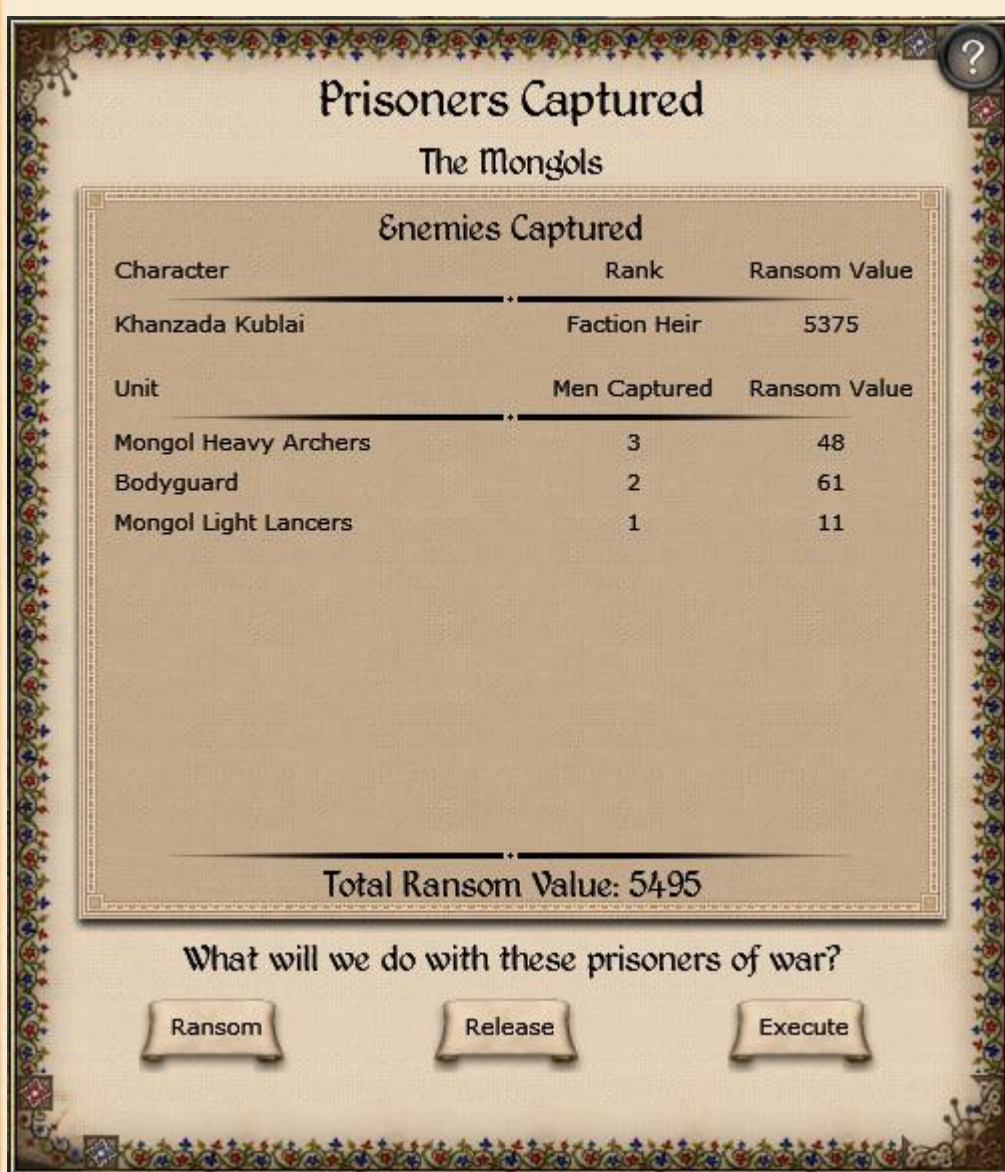 ?
Prisoners Captured
The Mongols
Enemies Captured
Character Rank Ransom Value
Khanzada Kublai Faction Heir 5375
Unit Men Captured Ransom Value
Mongol Heavy Archers 3 48
Bodyguard 2 61
Mongol Light Lancers 1 11
Total Ransom Value: 5495
What will we do with these prisoners of war?
Ransom Release Execute